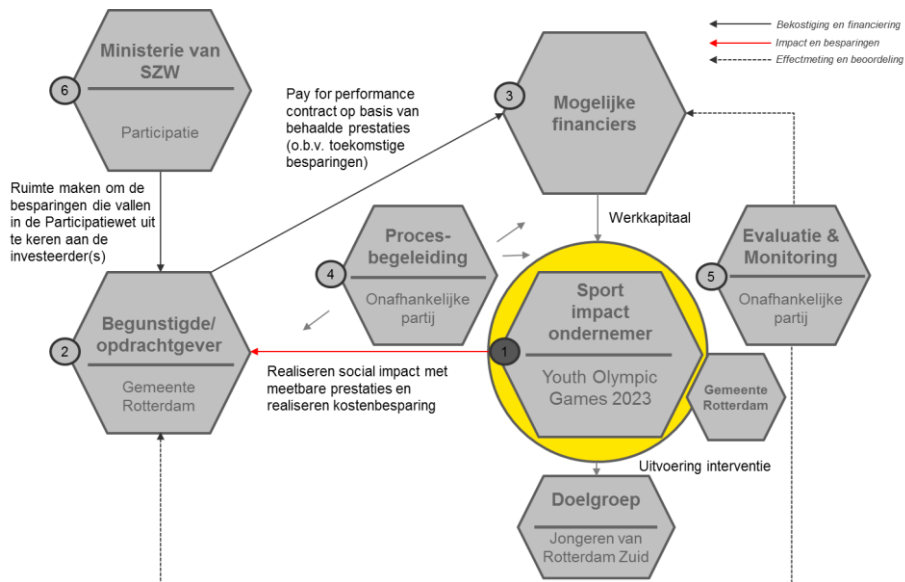 Ministerie van
SZW
6
Participatie
Bekostiging en financiering
Impact en besparingen
Effectmeting en beoordeling
Pay for performance
contract op basis van
behaalde prestaties
(o.b.v. toekomstige
besparingen)
3
Mogelijke
financiers
Ruimte maken om de
besparingen die vallen
in de Participatiewet uit
te keren aan de
investeerder(s)
Werkkapitaal
Proces-
begeleiding
4
Onafhankelijke
partij
Evaluatie &
Monitoring
5
Onafhankelijke
partij
Begunstigde/
opdrachtgever
2
Gemeente
Rotterdam
Sport
impact
ondernemer
1
Youth Olympic
Games 2023
Realiseren social impact met
meetbare prestaties en
realiseren kostenbesparing
Gemeente
Rotterdam
Uitvoering interventie
Doelgroep
Jongeren van
Rotterdam Zuid